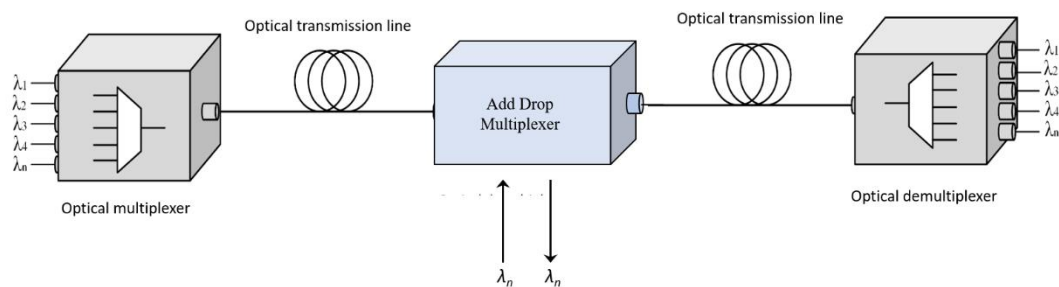 Optical transmission line
Optical transmission line
λ1
λ2
λ3
λ4
λn
Add Drop
Multiplexer
λ1
λ2
λ3
λ4
λn
Optical multiplexer
Optical demultiplexer
λn
λn